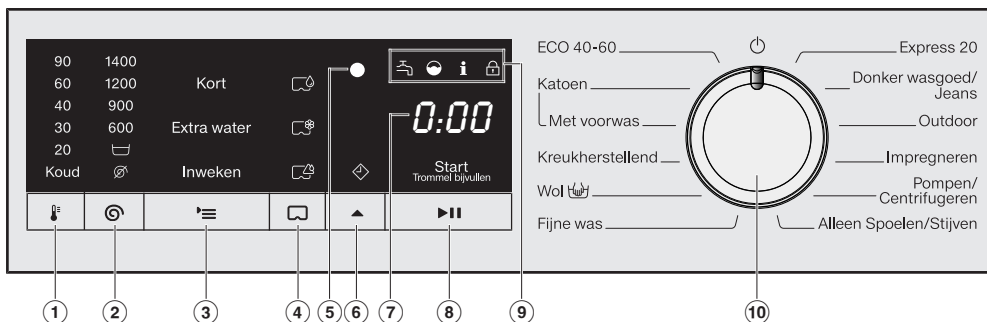 90 1400
60 1200 Kort
40 900
30 600 Extra water
20
Koud Inweken
0:00
Start
Trommel bijvullen
ECO 40-60
Katoen
Met voorwas
Kreukherstellend
Wol
Fijne was
Express 20
Donker wasgoed/
Jeans
Outdoor
Impregneren
Pompen/
Centrifugeren
Alleen Spoelen/Stijven
1 2 3 4 5 6 7 8 9 10